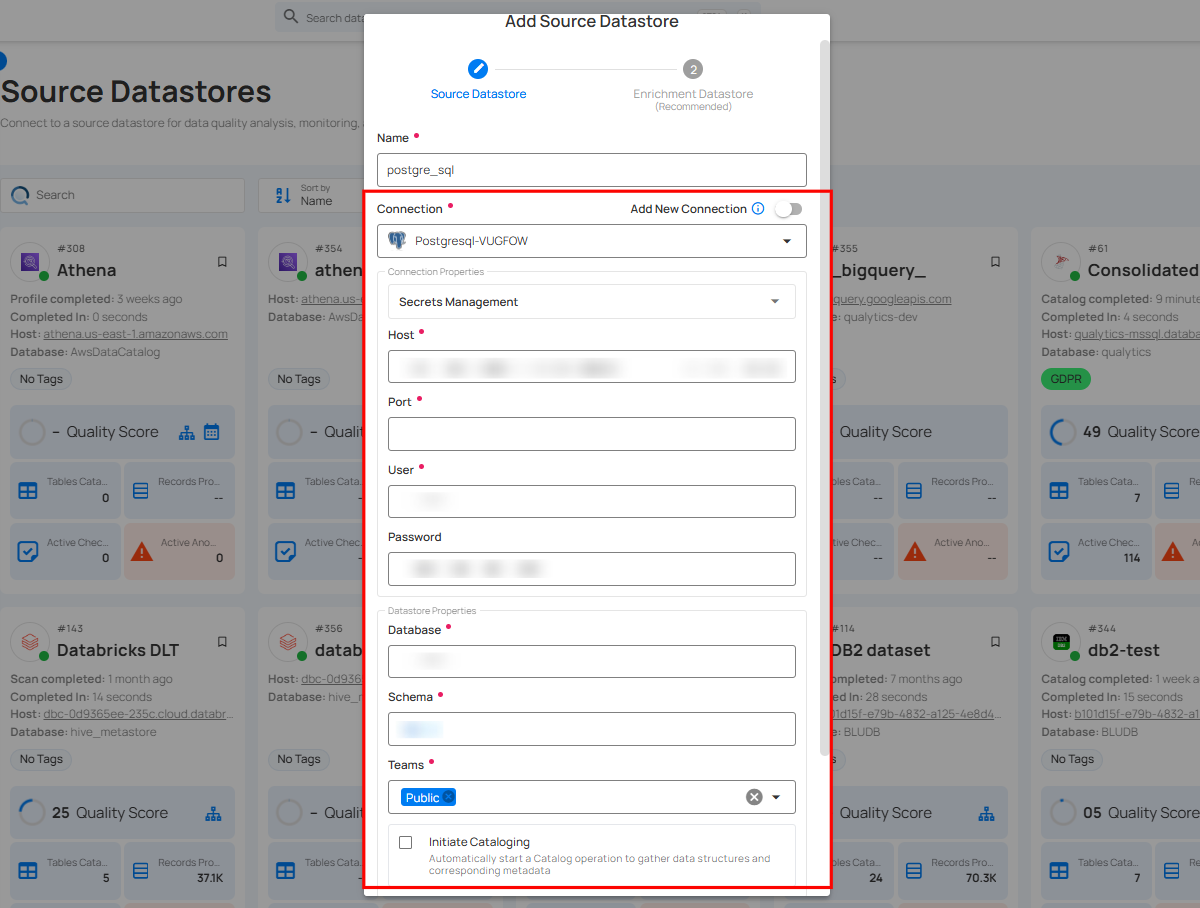 Search data
Add Source Datastore
2
Source Datastore
Enrichment Datastore
(Recommended)
Source Datastores
Connect to a source datastore for data quality analysis, monitoring,
Name
postgre_sql
Search
Sort by
Name
Connection
Add New Connection
Postgresql-VUGFOW
Connection Properties
Secrets Management
Host
Port
User
Password
Datastore Properties
Database
Schema
Teams
Public
Initiate Cataloging
Automatically start a Catalog operation to gather data structures and
corresponding metadata
#308
Athena
Profile completed: 3 weeks ago
Completed In: 0 seconds
Host: athena.us-east-1.amazonaws.com
Database: AwsDataCatalog
No Tags
– Quality Score
Tables Cata...
0
Records Pro...
--
Active Chec...
0
Active Ano...
0
#354
athen
Host: athena.us-
Database: AwsDa
No Tags
– Quali
Tables Cata
Active Chec
#355
_bigquery_
query.googleapis.com
e: qualytics-dev
s
Quality Score
bles Cata...
--
Records Pro...
--
tive Chec...
--
Active Ano...
--
#61
Consolidated
Catalog completed: 9 minute
Completed In: 4 seconds
Host: qualytics-mssql.databa
Database: qualytics
GDPR
49 Quality Score
Tables Cata...
7
Re
Active Chec...
114
A
#143
Databricks DLT
Scan completed: 1 month ago
Completed In: 14 seconds
Host: dbc-0d9365ee-235c.cloud.databr...
Database: hive_metastore
No Tags
25 Quality Score
Tables Cata...
5
Records Pro...
37.1K
#356
datab
Host: dbc-0d936
Database: hive_r
No Tags
– Quali
Tables Cata
#114
DB2 dataset
ompleted: 7 months ago
ed In: 28 seconds
01d15f-e79b-4832-a125-4e8d4...
e: BLUDB
s
Quality Score
bles Cata...
24
Records Pro...
70.3K
#344
db2-test
Catalog completed: 1 week a
Completed In: 15 seconds
Host: b101d15f-e79b-4832-a1
Database: BLUDB
No Tags
05 Quality Score
Tables Cata...
7
Re